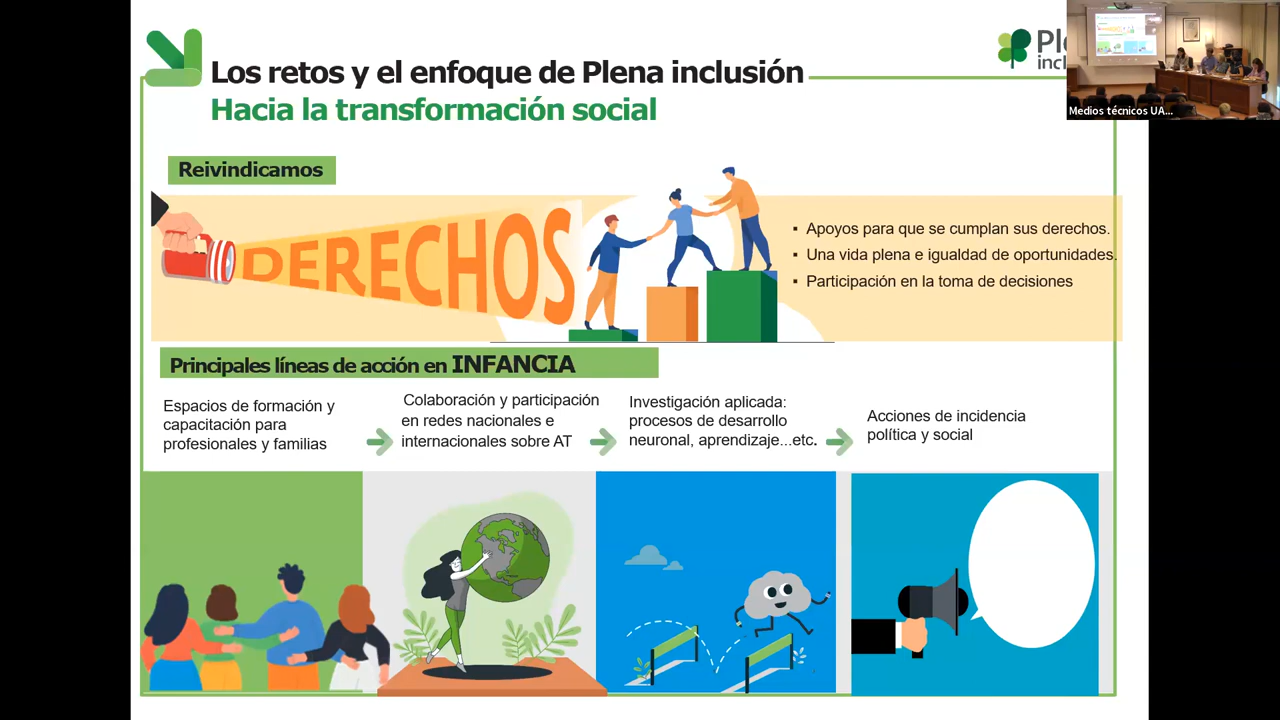 Los retos y el enfoque de Plena inclusión
Hacia la transformación social
Medios técnicos UA...
Reivindicamos
DERECHOS
▪ Apoyos para que se cumplan sus derechos.
▪ Una vida plena e igualdad de oportunidades.
▪ Participación en la toma de decisiones
Principales líneas de acción en INFANCIA
Espacios de formación y
capacitación para
profesionales y familias
Colaboración y participación
en redes nacionales e
internacionales sobre AT
Investigación aplicada:
procesos de desarrollo
neuronal, aprendizaje...etc.
Acciones de incidencia
política y social